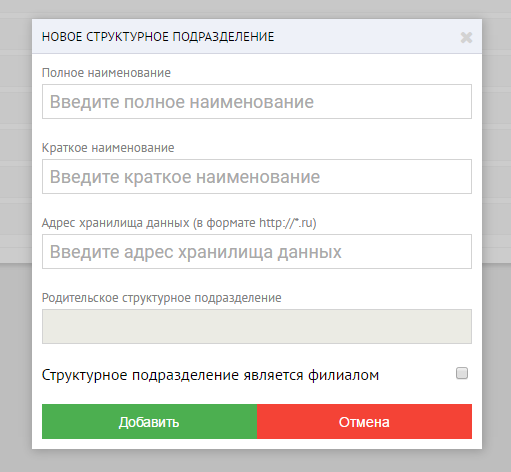 НОВОЕ СТРУКТУРНОЕ ПОДРАЗДЕЛЕНИЕ
Полное наименование
Введите полное наименование
Краткое наименование
Введите краткое наименование
Адрес хранилища данных (в формате http://*.ru)
Введите адрес хранилища данных
Родительское структурное подразделение
Структурное подразделение является филиалом
Добавить
Отмена